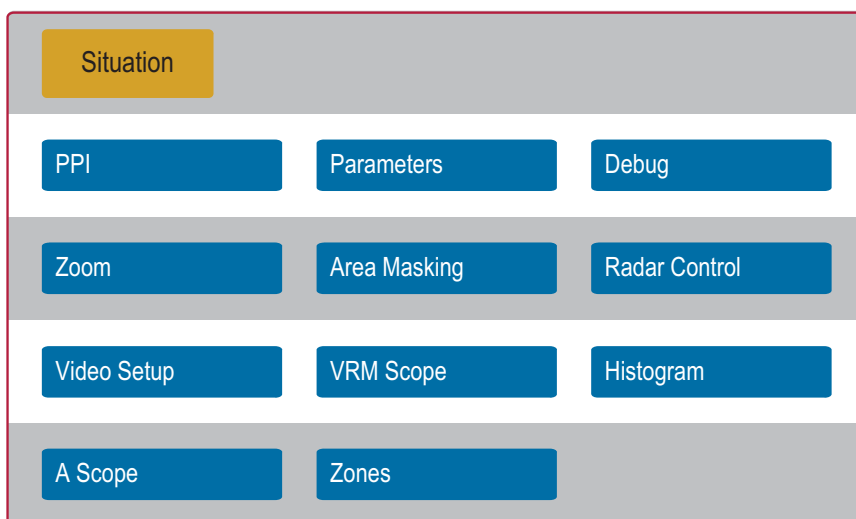 Situation
PPI
Parameters
Debug
Zoom
Area Masking
Radar Control
Video Setup
VRM Scope
Histogram
A Scope
Zones